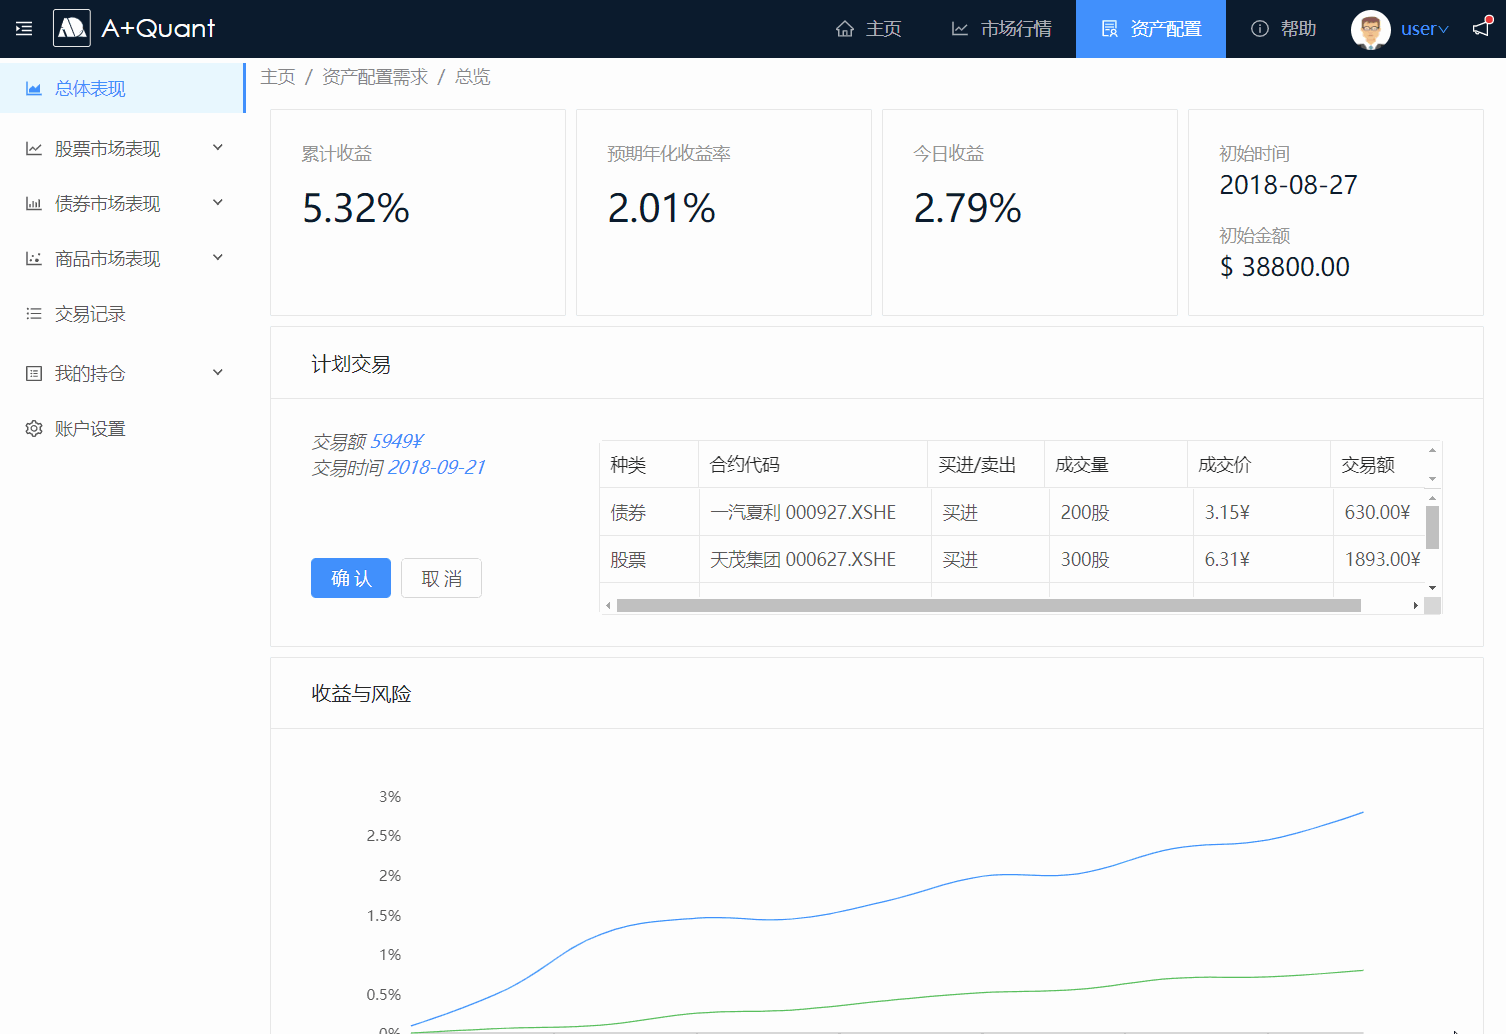 A+Quant
主页
市场行情
资产配置
帮助
user
总体表现
股票市场表现
债券市场表现
商品市场表现
交易记录
我的持仓
账户设置
主页 / 资产配置需求 / 总览
累计收益
5.32%
预期年化收益率
2.01%
今日收益
2.79%
初始时间
2018-08-27
初始金额
$ 38800.00
计划交易
交易额 5949¥
交易时间 2018-09-21
确 认
取 消
种类 合约代码 买进/卖出 成交量 成交价 交易额
债券 一汽夏利 000927.XSHE 买进 200股 3.15¥ 630.00¥
股票 天茂集团 000627.XSHE 买进 300股 6.31¥ 1893.00¥
收益与风险
3%
2.5%
2%
1.5%
1%
0.5%
0%